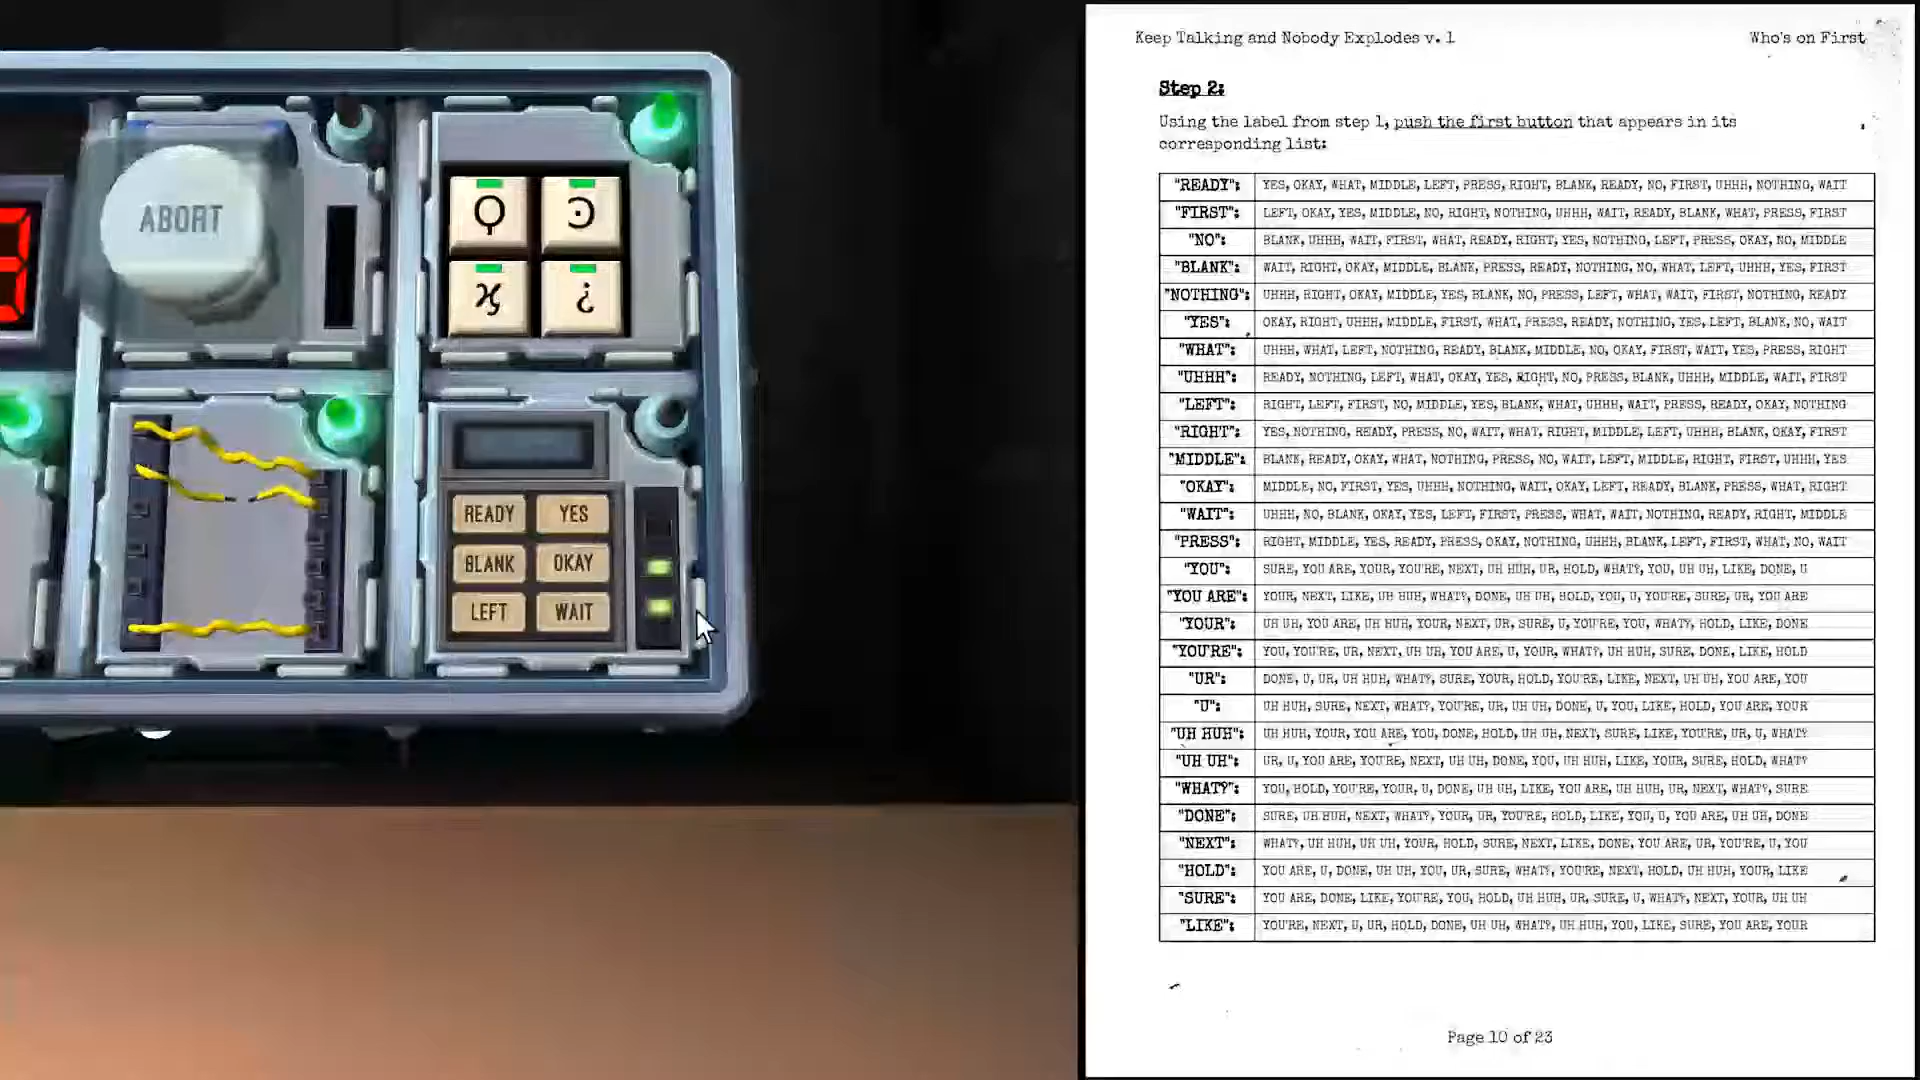 ABORT
READY YES
BLANK OKAY
LEFT WAIT
Keep Talking and Nobody Explodes v. 1 Who's on First
Step 2:
Using the label from step 1, push the first button that appears in its
corresponding list:
"READY": YES, OKAY, WHAT, MIDDLE, LEFT, PRESS, RIGHT, BLANK, READY, NO, FIRST, UHHH, NOTHING, WAIT
"FIRST": LEFT, OKAY, YES, MIDDLE, NO, RIGHT, NOTHING, UHHH, WAIT, READY, BLANK, WHAT, PRESS, FIRST
"NO": BLANK, UHHH, WAIT, FIRST, WHAT, READY, RIGHT, YES, NOTHING, LEFT, PRESS, OKAY, NO, MIDDLE
"BLANK": WAIT, RIGHT, OKAY, MIDDLE, BLANK, PRESS, READY, NOTHING, NO, WHAT, LEFT, UHHH, YES, FIRST
"NOTHING": UHHH, RIGHT, OKAY, MIDDLE, YES, BLANK, NO, PRESS, LEFT, WHAT, WAIT, FIRST, NOTHING, READY
"YES": OKAY, RIGHT, UHHH, MIDDLE, FIRST, WHAT, PRESS, READY, NOTHING, YES, LEFT, BLANK, NO, WAIT
"WHAT": UHHH, WHAT, LEFT, NOTHING, READY, BLANK, MIDDLE, NO, OKAY, FIRST, WAIT, YES, PRESS, RIGHT
"UHHH": READY, NOTHING, LEFT, WHAT, OKAY, YES, RIGHT, NO, PRESS, BLANK, UHHH, MIDDLE, WAIT, FIRST
"LEFT": RIGHT, LEFT, FIRST, NO, MIDDLE, YES, BLANK, WHAT, UHHH, WAIT, PRESS, READY, OKAY, NOTHING
"RIGHT": YES, NOTHING, READY, PRESS, NO, WAIT, WHAT, RIGHT, MIDDLE, LEFT, UHHH, BLANK, OKAY, FIRST
"MIDDLE": BLANK, READY, OKAY, WHAT, NOTHING, PRESS, NO, WAIT, LEFT, MIDDLE, RIGHT, FIRST, UHHH, YES
"OKAY": MIDDLE, NO, FIRST, YES, UHHH, NOTHING, WAIT, OKAY, LEFT, READY, BLANK, PRESS, WHAT, RIGHT
"WAIT": UHHH, NO, BLANK, OKAY, YES, LEFT, FIRST, PRESS, WHAT, WAIT, NOTHING, READY, RIGHT, MIDDLE
"PRESS": RIGHT, MIDDLE, YES, READY, PRESS, OKAY, NOTHING, UHHH, BLANK, LEFT, FIRST, WHAT, NO, WAIT
"YOU": SURE, YOU ARE, YOUR, YOU'RE, NEXT, UH HUH, UR, HOLD, WHAT?, YOU, UH UH, LIKE, DONE, U
"YOU ARE": YOUR, NEXT, LIKE, UH HUH, WHAT?, DONE, UH UH, HOLD, YOU, U, YOU'RE, SURE, UR, YOU ARE
"YOUR": UH UH, YOU ARE, UH HUH, YOUR, NEXT, UR, SURE, U, YOU'RE, YOU, WHAT?, HOLD, LIKE, DONE
"YOU'RE": YOU, YOU'RE, UR, NEXT, UH UH, YOU ARE, U, YOUR, WHAT?, UH HUH, SURE, DONE, LIKE, HOLD
"UR": DONE, U, UR, UH HUH, WHAT?, SURE, YOUR, HOLD, YOU'RE, LIKE, NEXT, UH UH, YOU ARE, YOU
"U": UH HUH, SURE, NEXT, WHAT?, YOU'RE, UR, UH UH, DONE, U, YOU, LIKE, HOLD, YOU ARE, YOUR
"UH HUH": UH HUH, YOUR, YOU ARE, YOU, DONE, HOLD, UH UH, NEXT, SURE, LIKE, YOU'RE, UR, U, WHAT?
"UH UH": UR, U, YOU ARE, YOU'RE, NEXT, UH UH, DONE, YOU, UH HUH, LIKE, YOUR, SURE, HOLD, WHAT?
"WHAT?": YOU, HOLD, YOU'RE, YOUR, U, DONE, UH UH, LIKE, YOU ARE, UH HUH, UR, NEXT, WHAT?, SURE
"DONE": SURE, UH HUH, NEXT, WHAT?, YOUR, UR, YOU'RE, HOLD, LIKE, YOU, U, YOU ARE, UH UH, DONE
"NEXT": WHAT?, UH HUH, UH UH, YOUR, HOLD, SURE, NEXT, LIKE, DONE, YOU ARE, UR, YOU'RE, U, YOU
"HOLD": YOU ARE, U, DONE, UH UH, YOU, UR, SURE, WHAT?, YOU'RE, NEXT, HOLD, UH HUH, YOUR, LIKE
"SURE": YOU ARE, DONE, LIKE, YOU'RE, YOU, HOLD, UH HUH, UR, SURE, U, WHAT?, NEXT, YOUR, UH UH
"LIKE": YOU'RE, NEXT, U, UR, HOLD, DONE, UH UH, WHAT?, UH HUH, YOU, LIKE, SURE, YOU ARE, YOUR
Page 10 of 23